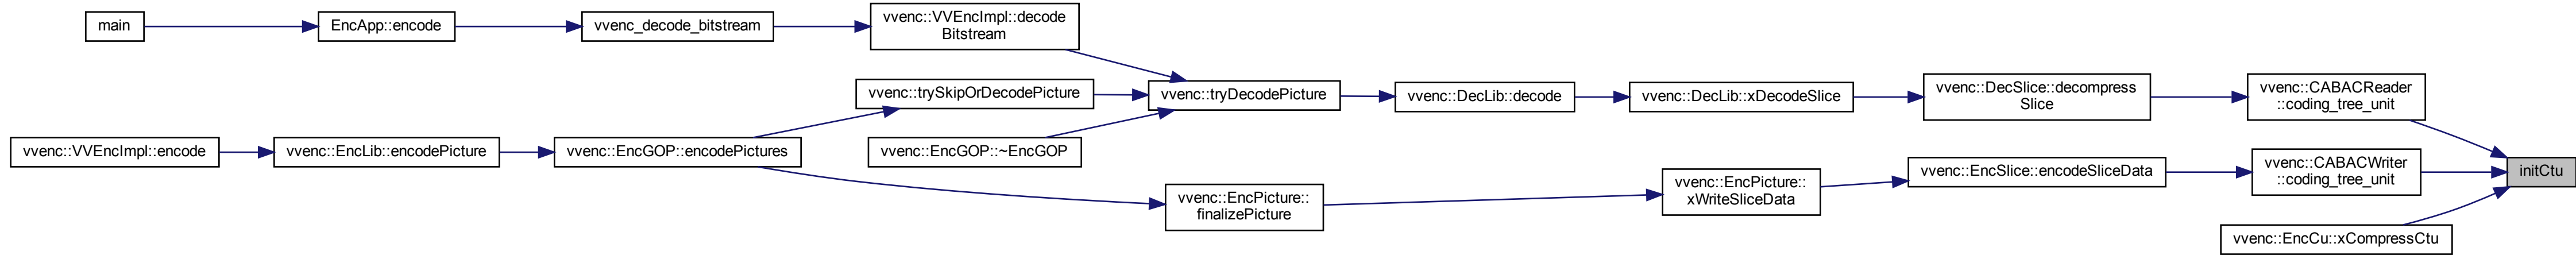 main
EncApp::encode
vvenc_decode_bitstream
vvenc::VVEncImpl::decode
Bitstream
vvenc::trySkipOrDecodePicture
vvenc::tryDecodePicture
vvenc::DecLib::decode
vvenc::DecLib::xDecodeSlice
vvenc::DecSlice::decompress
Slice
vvenc::CABACReader
::coding_tree_unit
vvenc::VVEncImpl::encode
vvenc::EncLib::encodePicture
vvenc::EncGOP::encodePictures
vvenc::EncGOP::~EncGOP
vvenc::EncPicture::
finalizePicture
vvenc::EncPicture::
xWriteSliceData
vvenc::EncSlice::encodeSliceData
vvenc::CABACWriter
::coding_tree_unit
initCtu
vvenc::EncCu::xCompressCtu